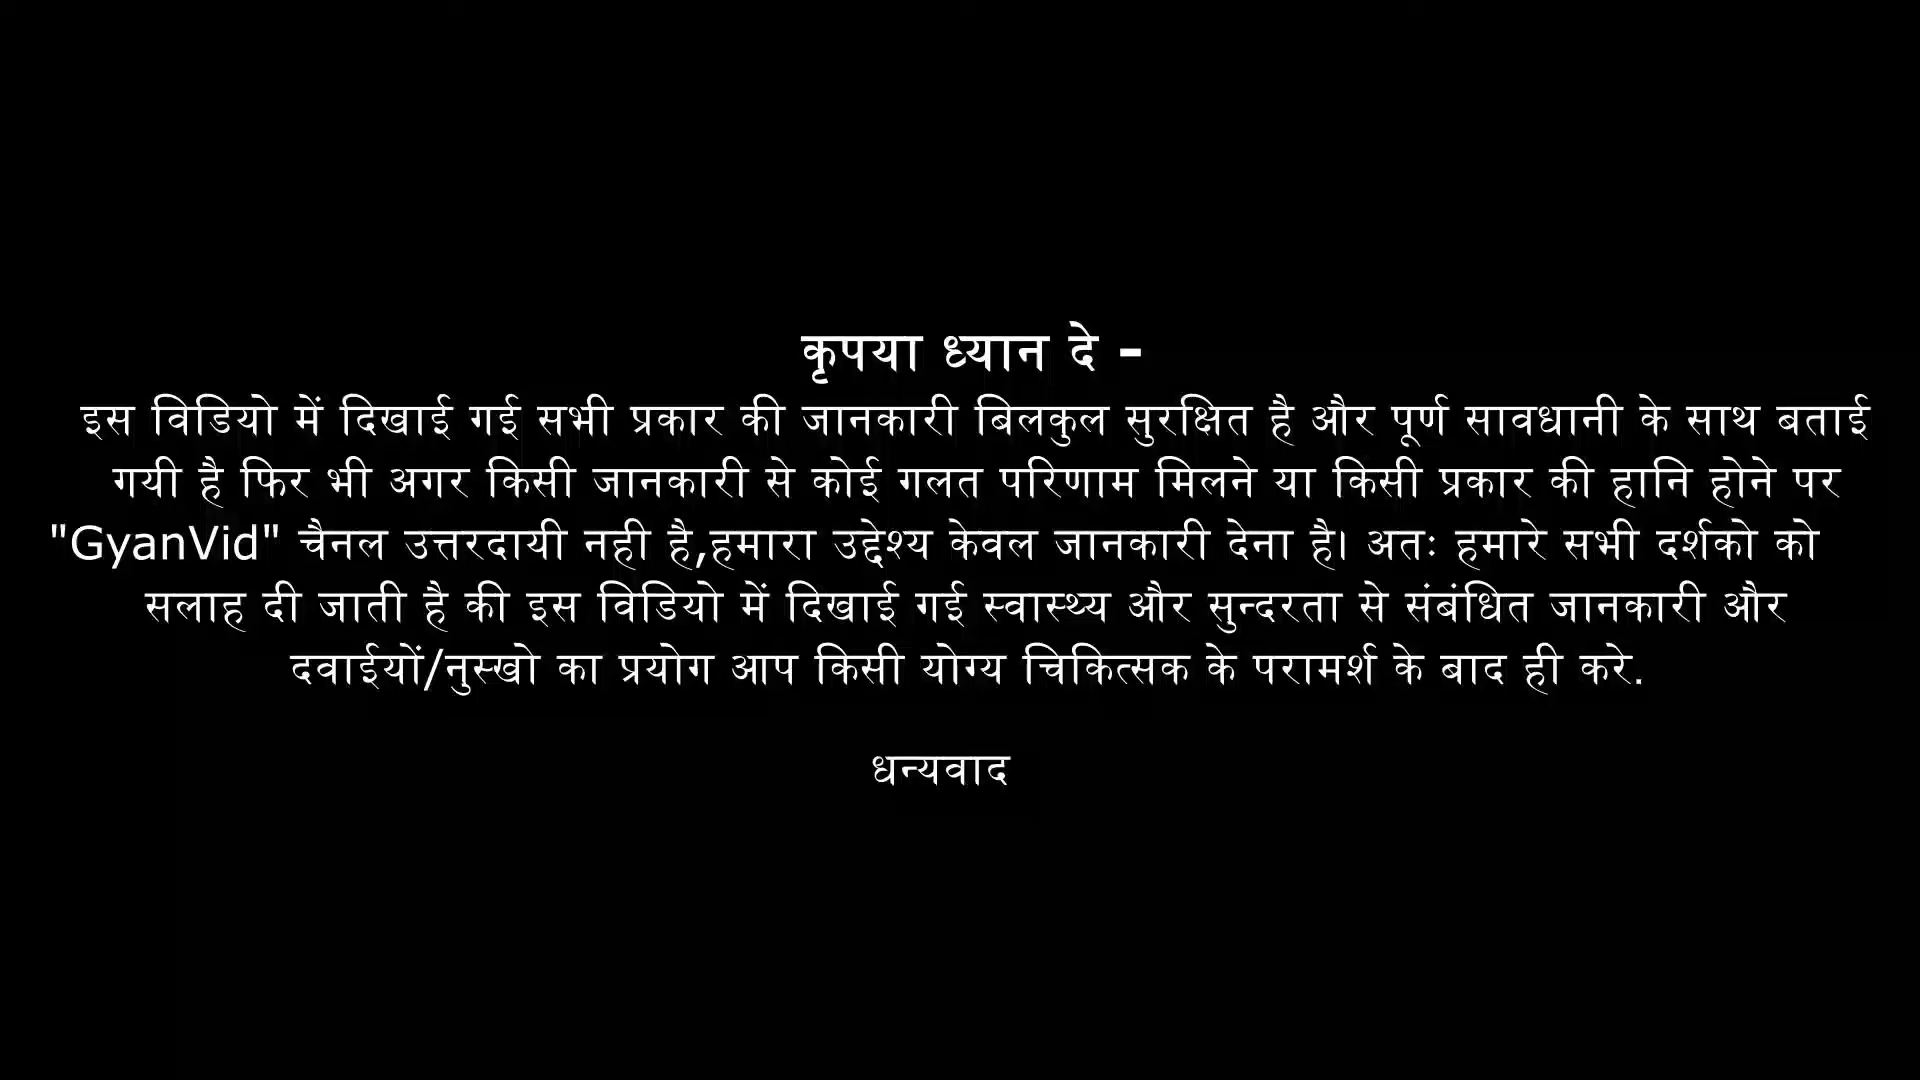 कृपया ध्यान दे -
इस विडियो में दिखाई गई सभी प्रकार की जानकारी बिलकुल सुरक्षित है और पूर्ण सावधानी के साथ बताई
गयी है फिर भी अगर किसी जानकारी से कोई गलत परिणाम मिलने या किसी प्रकार की हानि होने पर
"GyanVid" चैनल उत्तरदायी नही है,हमारा उद्देश्य केवल जानकारी देना है। अतः हमारे सभी दर्शको को
सलाह दी जाती है की इस विडियो में दिखाई गई स्वास्थ्य और सुन्दरता से संबंधित जानकारी और
दवाईयों/नुस्खो का प्रयोग आप किसी योग्य चिकित्सक के परामर्श के बाद ही करे.
धन्यवाद